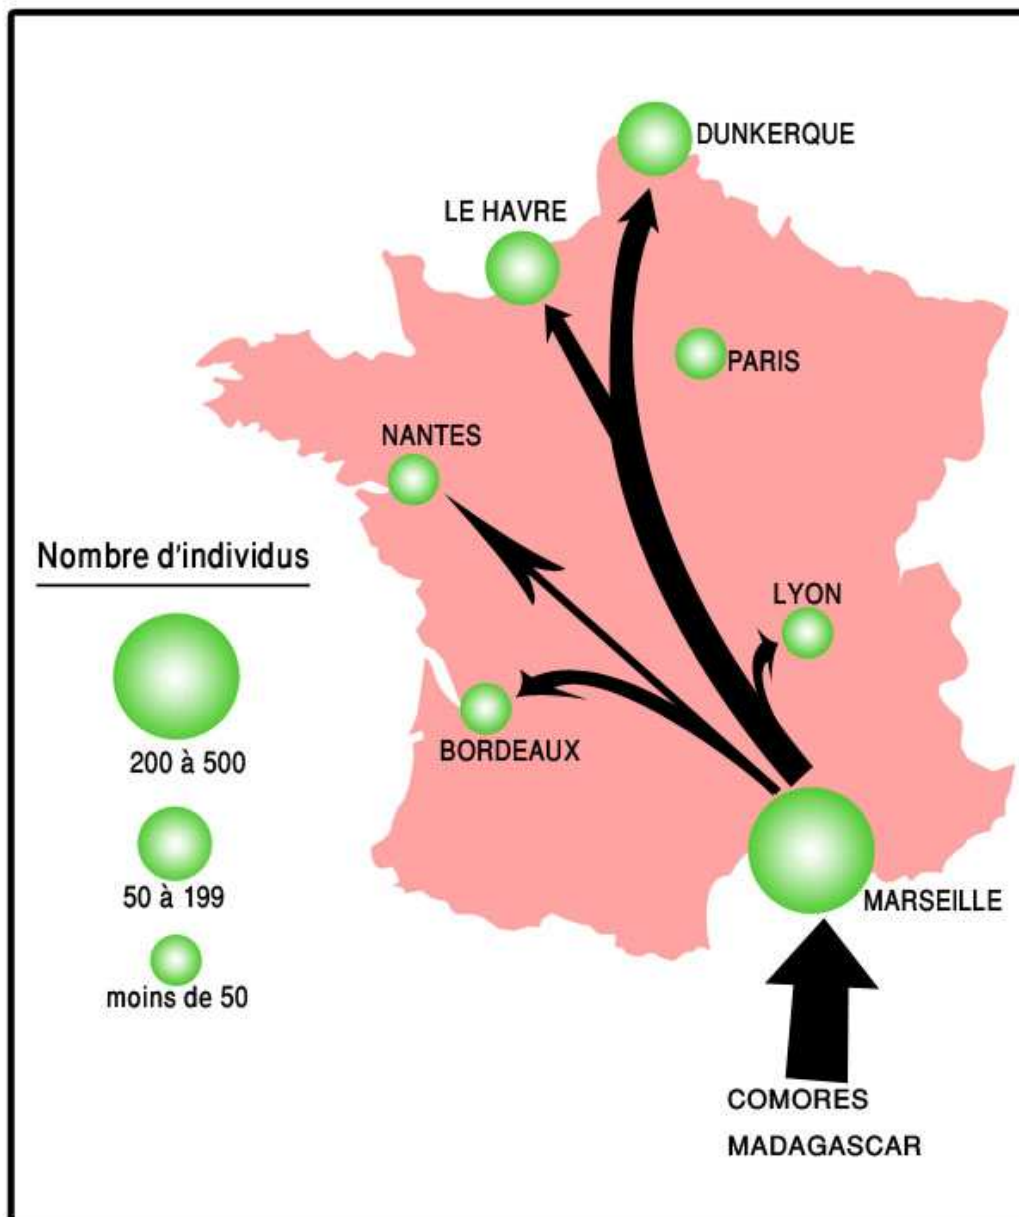 DUNKERQUE
LE HAVRE
PARIS
NANTES
Nombre d'individus
LYON
BORDEAUX
200 à 500
50 à 199
MARSEILLE
moins de 50
COMORES
MADAGASCAR